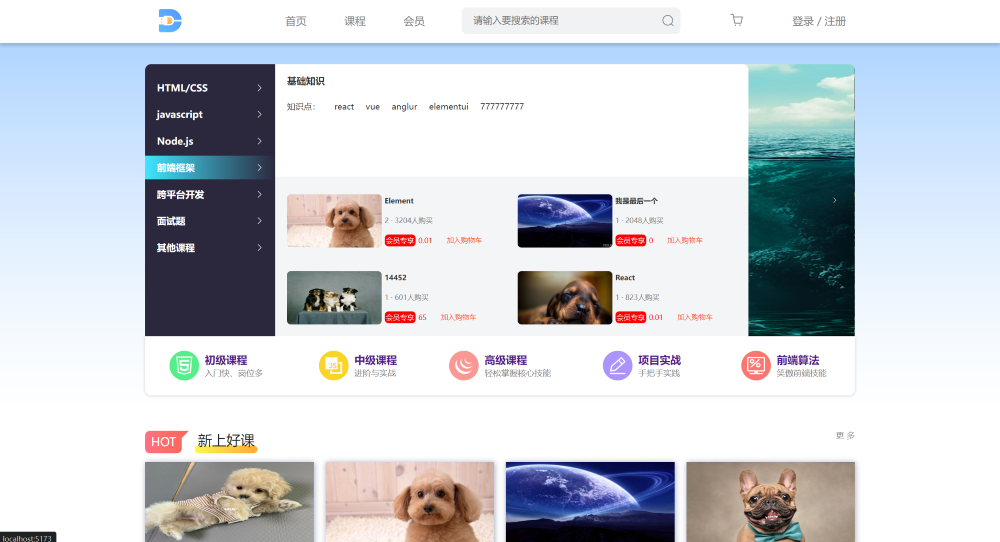 首页 课程 会员 请输入要搜索的课程 登录 / 注册
HTML/CSS
javascript
Node.js
前端框架
跨平台开发
面试题
其他课程
基础知识
知识点： react vue anglur elementui 777777777
Element
2 · 3204人购买
会员专享 0.01 加入购物车
我是最后一个
1 · 2048人购买
会员专享 0 加入购物车
14452
1 · 601人购买
会员专享 65 加入购物车
React
1 · 823人购买
会员专享 0.01 加入购物车
初级课程
入门快、岗位多
中级课程
进阶与实战
高级课程
轻松掌握核心技能
项目实战
手把手实践
前端算法
笑傲前端技能
HOT 新上好课 更 多
localhost:5173